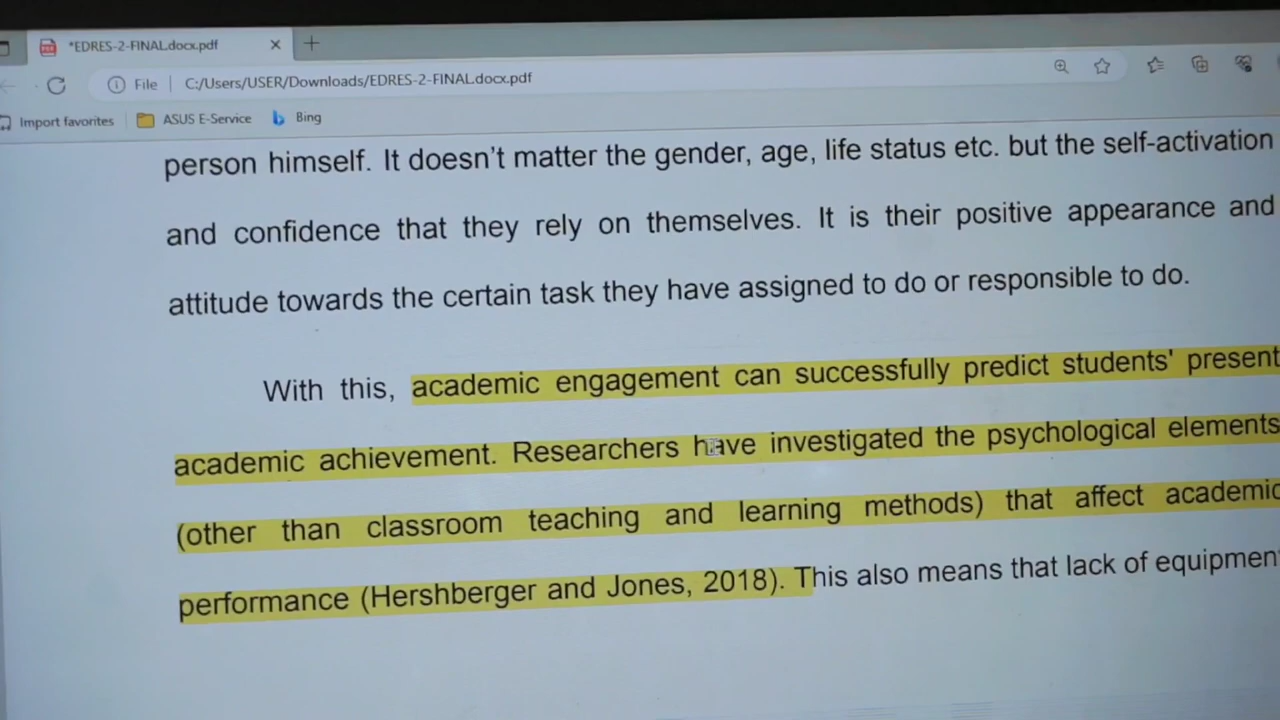 *EDRES-2-FINAL.docx.pdf
File C:/Users/USER/Downloads/EDRES-2-FINAL.docx.pdf
Import favorites ASUS E-Service Bing
person himself. It doesn't matter the gender, age, life status etc. but the self-activation
and confidence that they rely on themselves. It is their positive appearance and
attitude towards the certain task they have assigned to do or responsible to do.
With this, academic engagement can successfully predict students' present
academic achievement. Researchers have investigated the psychological elements
(other than classroom teaching and learning methods) that affect academic
performance (Hershberger and Jones, 2018). This also means that lack of equipmen